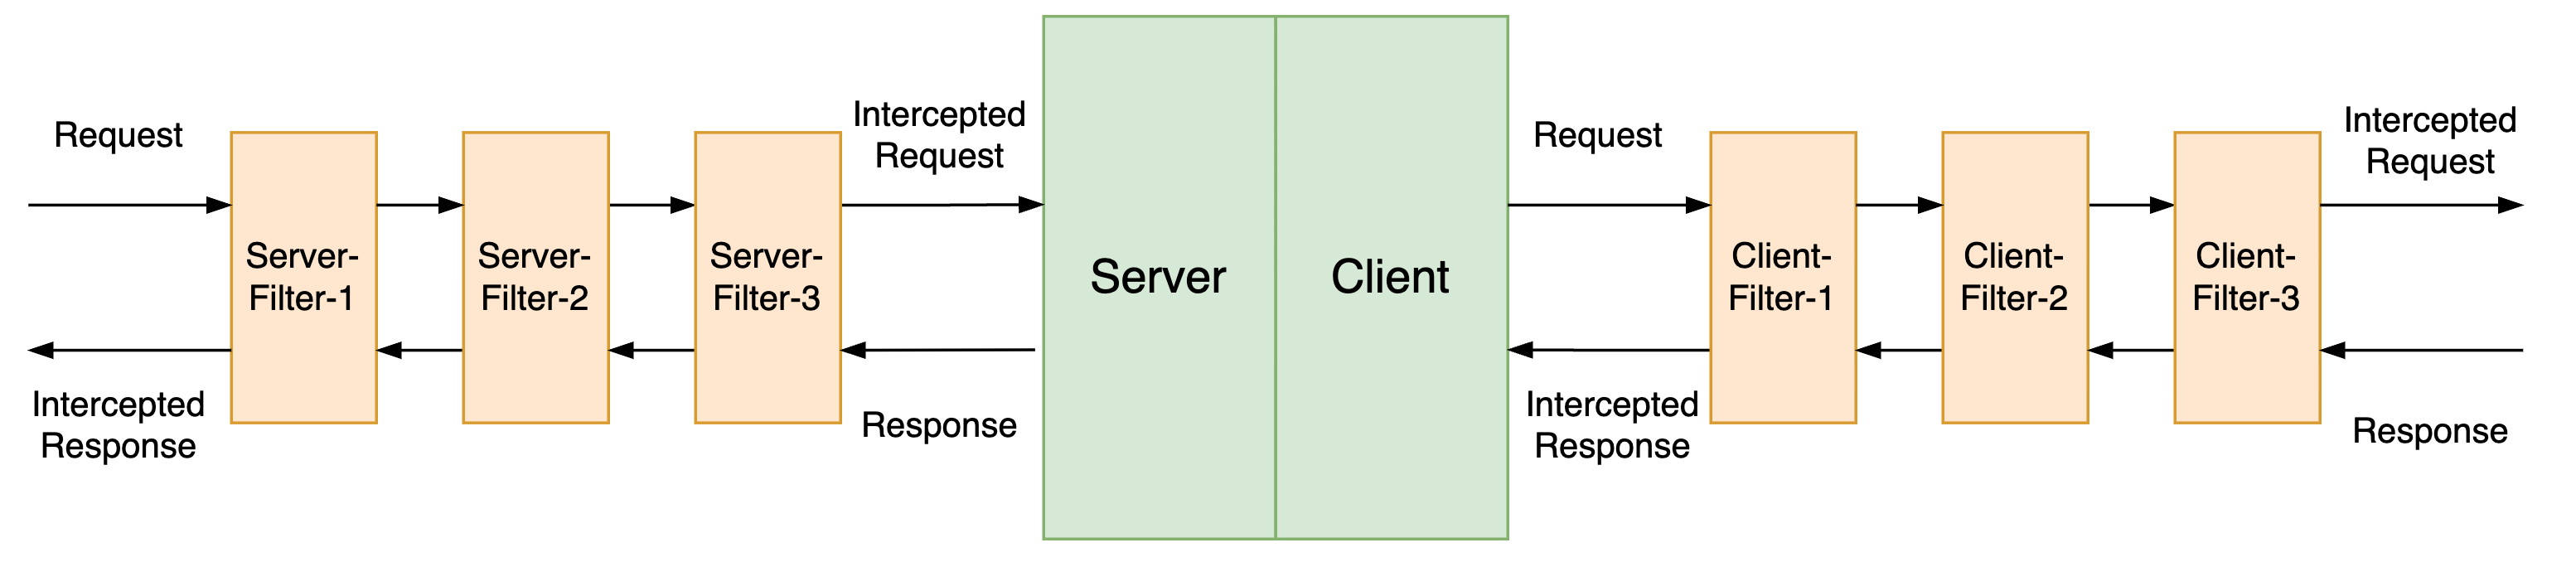 Request
Server-
Filter-1
Server-
Filter-2
Server-
Filter-3
Intercepted
Request
Intercepted
Response
Response
Server
Client
Request
Intercepted
Response
Client-
Filter-1
Client-
Filter-2
Client-
Filter-3
Intercepted
Request
Response